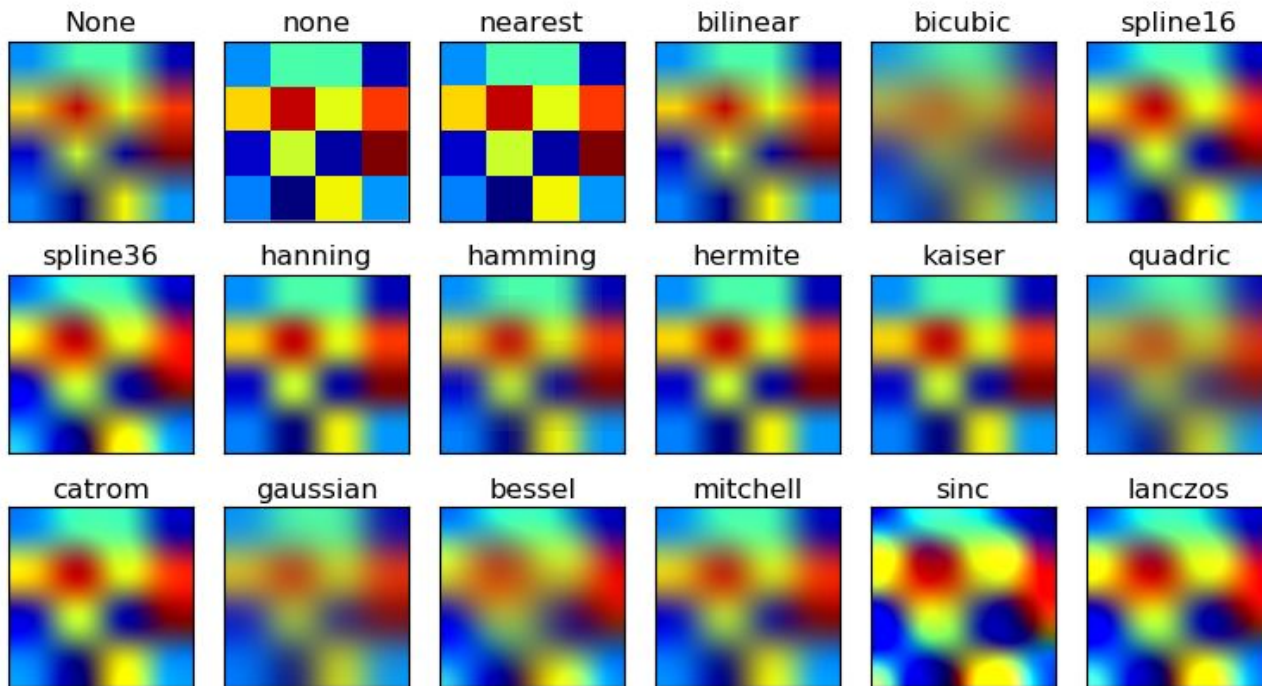 None none nearest bilinear bicubic spline16
spline36 hanning hamming hermite kaiser quadric
catrom gaussian bessel mitchell sinc lanczos